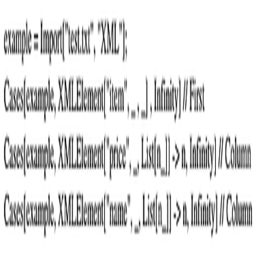 example = Import["test.txt", "XML"];
Cases[example, XMLElement["item", _, _], Infinity] // First
Cases[example, XMLElement["price", _, List[n_]] -> n, Infinity] // Column
Cases[example, XMLElement["name", _, List[n_]] -> n, Infinity] // Column